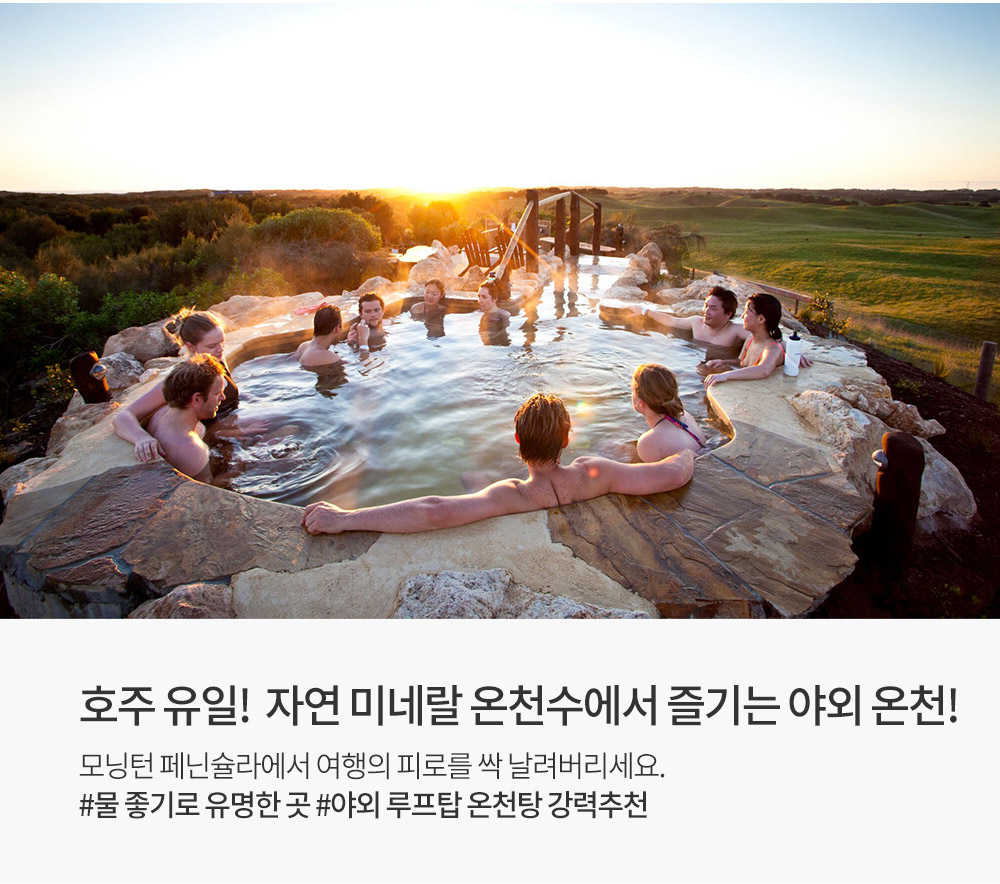 호주 유일! 자연 미네랄 온천수에서 즐기는 야외 온천!
모닝턴 페닌슐라에서 여행의 피로를 싹 날려버리세요.
#물 좋기로 유명한 곳 #야외 루프탑 온천탕 강력추천